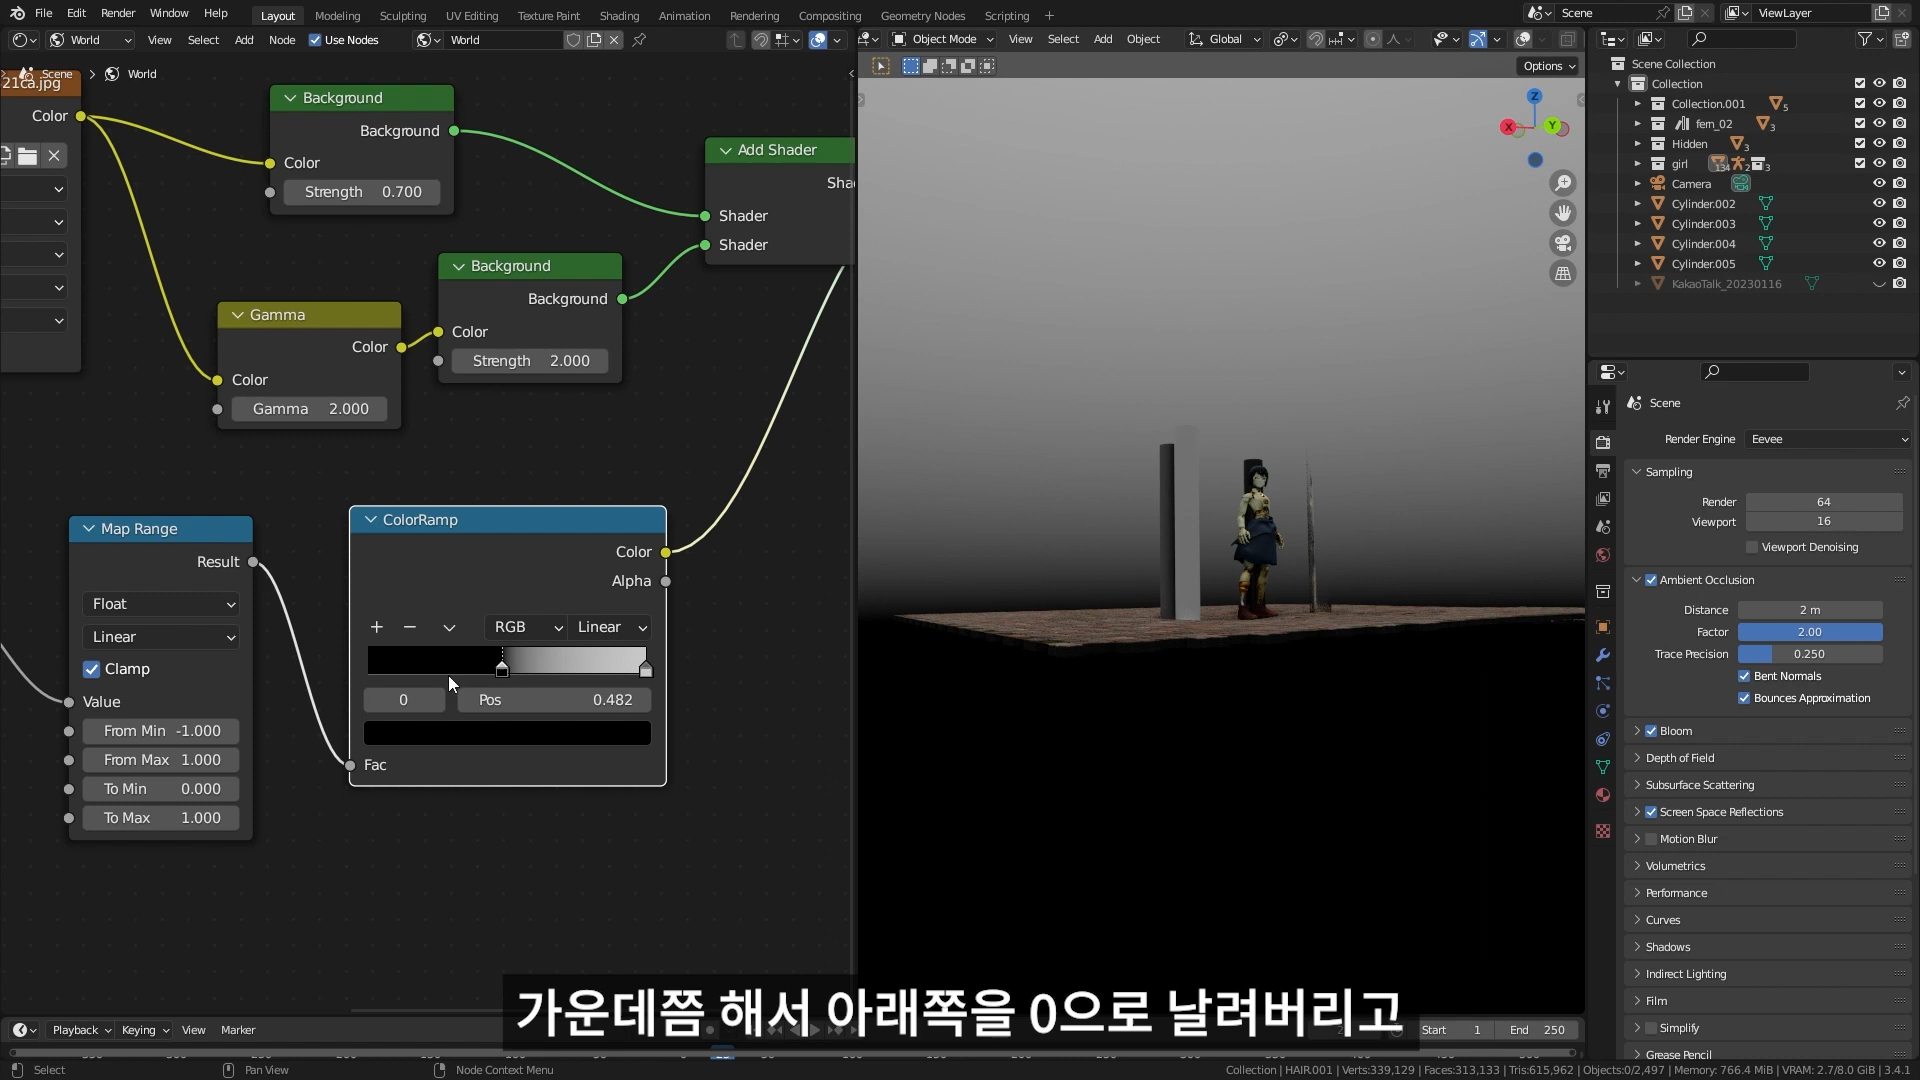 File Edit Render Window Help Layout Modeling Sculpting UV Editing Texture Paint Shading Animation Rendering Compositing Geometry Nodes Scripting + Scene ViewLayer
World View Select Add Node Use Nodes World Object Mode View Select Add Object Global
Options
Scene > World
21ca.jpg
Color
Background
Background
Color
Strength 0.700
Add Shader
Shader
Shader
Background
Background
Color
Strength 2.000
Gamma
Color
Color
Gamma 2.000
Map Range
Result
Float
Linear
Clamp
Value
From Min -1.000
From Max 1.000
To Min 0.000
To Max 1.000
ColorRamp
Color
Alpha
+ − RGB Linear
0 Pos 0.482
Fac
Z
X
Y
Scene Collection
Collection
Collection.001 5
fem_02 3
Hidden 3
girl 134 2 3
Camera
Cylinder.002
Cylinder.003
Cylinder.004
Cylinder.005
KakaoTalk_20230116
Scene
Render Engine Eevee
Sampling
Render 64
Viewport 16
Viewport Denoising
Ambient Occlusion
Distance 2 m
Factor 2.00
Trace Precision 0.250
Bent Normals
Bounces Approximation
Bloom
Depth of Field
Subsurface Scattering
Screen Space Reflections
Motion Blur
Volumetrics
Performance
Curves
Shadows
Indirect Lighting
Film
Simplify
Grease Pencil
가운데쯤 해서 아래쪽을 0으로 날려버리고
Playback Keying View Marker Start 1 End 250
Select Pan View Node Context Menu Collection | HAIR.001 | Verts:339,129 | Faces:313,133 | Tris:615,962 | Objects:0/2,497 | Memory: 766.4 MiB | VRAM: 2.7/8.0 GiB | 3.4.1